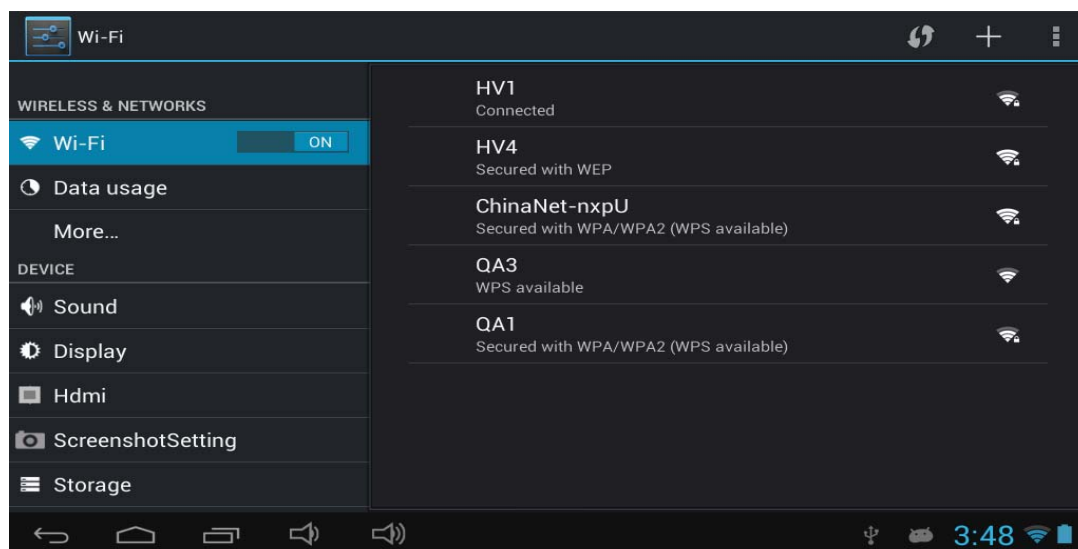 Wi-Fi
WIRELESS & NETWORKS
Wi-Fi ON
Data usage
More...
DEVICE
Sound
Display
Hdmi
ScreenshotSetting
Storage
HV1
Connected
HV4
Secured with WEP
ChinaNet-nxpU
Secured with WPA/WPA2 (WPS available)
QA3
WPS available
QA1
Secured with WPA/WPA2 (WPS available)
3:48